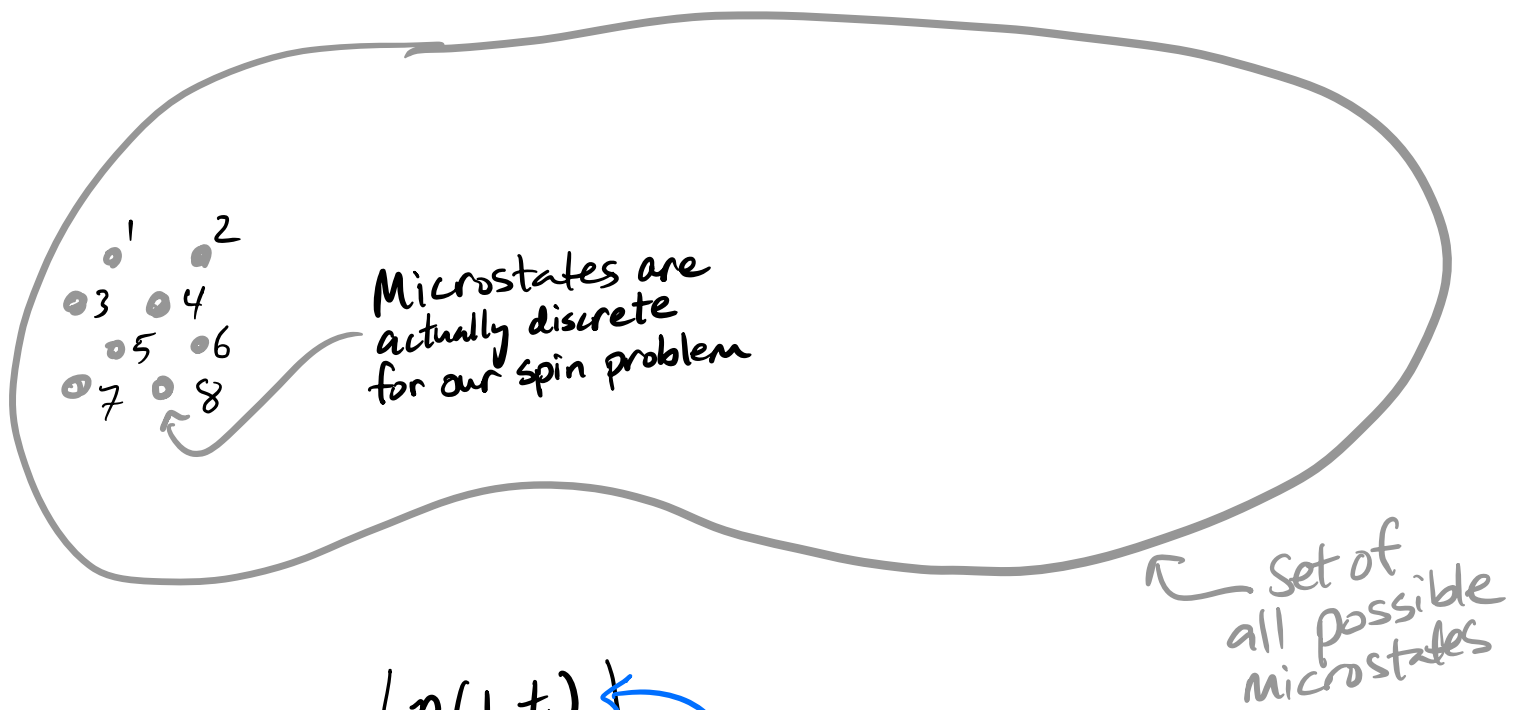 1 2
3 4
5 6
7 8
Microstates are
actually discrete
for our spin problem
Set of
all possible
microstates
p(1,t)